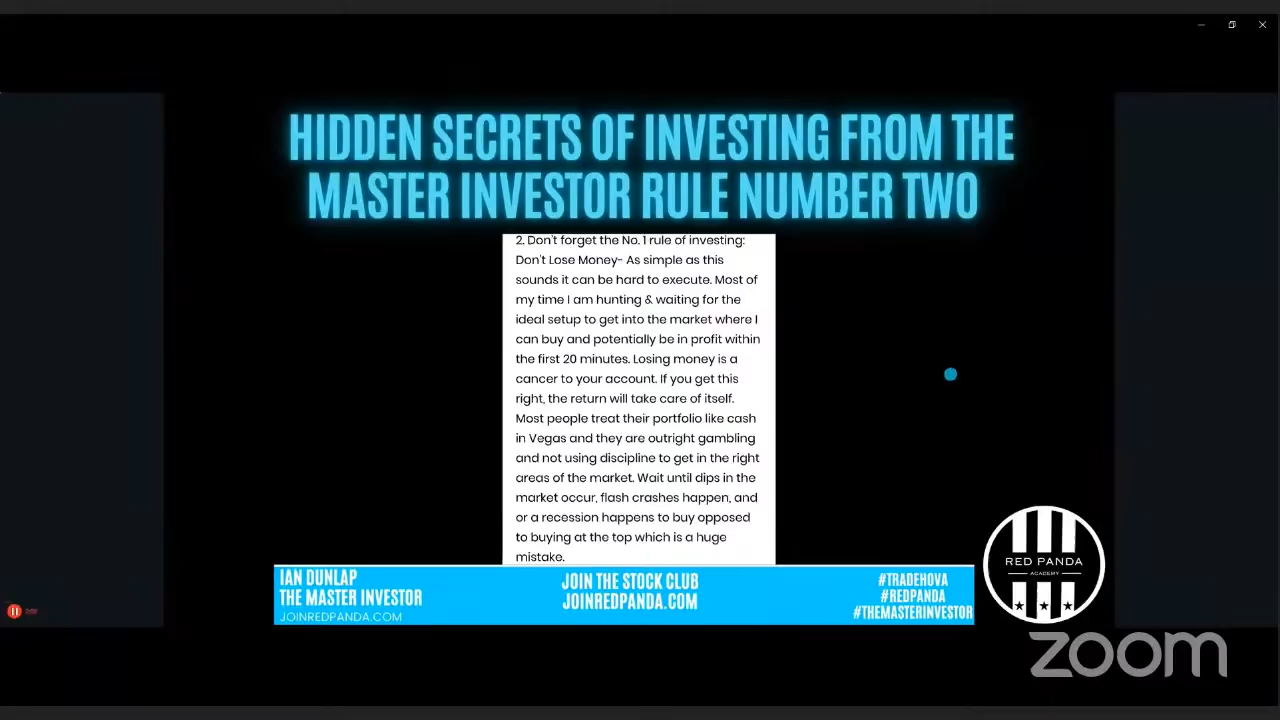 HIDDEN SECRETS OF INVESTING FROM THE
MASTER INVESTOR RULE NUMBER TWO
2. Don't forget the No. 1 rule of investing:
Don't Lose Money- As simple as this
sounds it can be hard to execute. Most of
my time I am hunting & waiting for the
ideal setup to get into the market where I
can buy and potentially be in profit within
the first 20 minutes. Losing money is a
cancer to your account. If you get this
right, the return will take care of itself.
Most people treat their portfolio like cash
in Vegas and they are outright gambling
and not using discipline to get in the right
areas of the market. Wait until dips in the
market occur, flash crashes happen, and
or a recession happens to buy opposed
to buying at the top which is a huge
mistake.
IAN DUNLAP
THE MASTER INVESTOR
JOINREDPANDA.COM
JOIN THE STOCK CLUB
JOINREDPANDA.COM
#TRADEHOVA
#REDPANDA
#THEMASTERINVESTOR
RED PANDA
ACADEMY
zoom